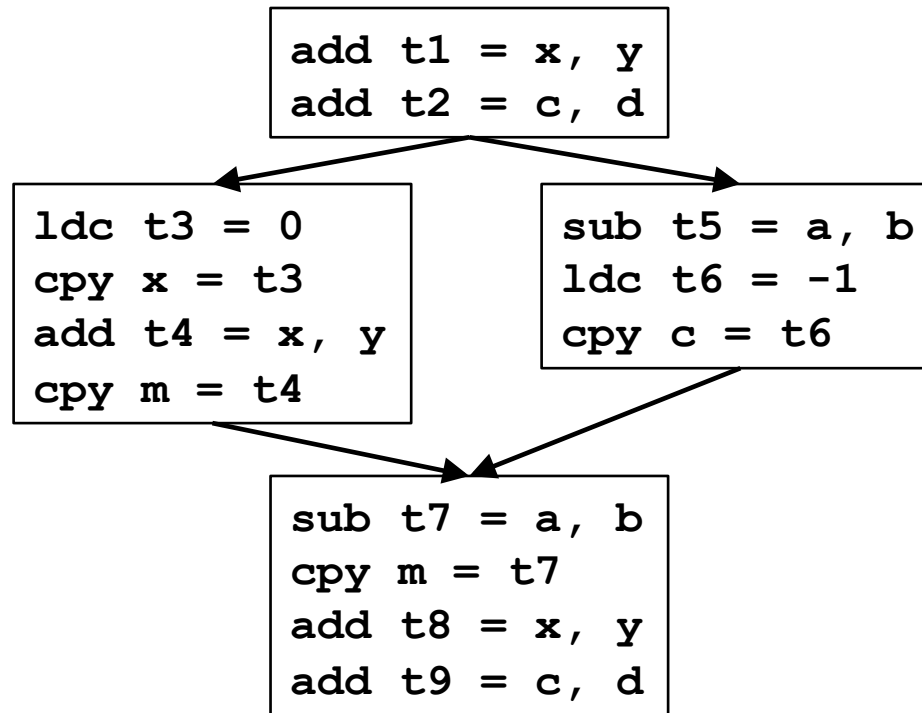 add t1 = x, y
add t2 = c, d
ldc t3 = 0
cpy x = t3
add t4 = x, y
cpy m = t4
sub t5 = a, b
ldc t6 = -1
cpy c = t6
sub t7 = a, b
cpy m = t7
add t8 = x, y
add t9 = c, d